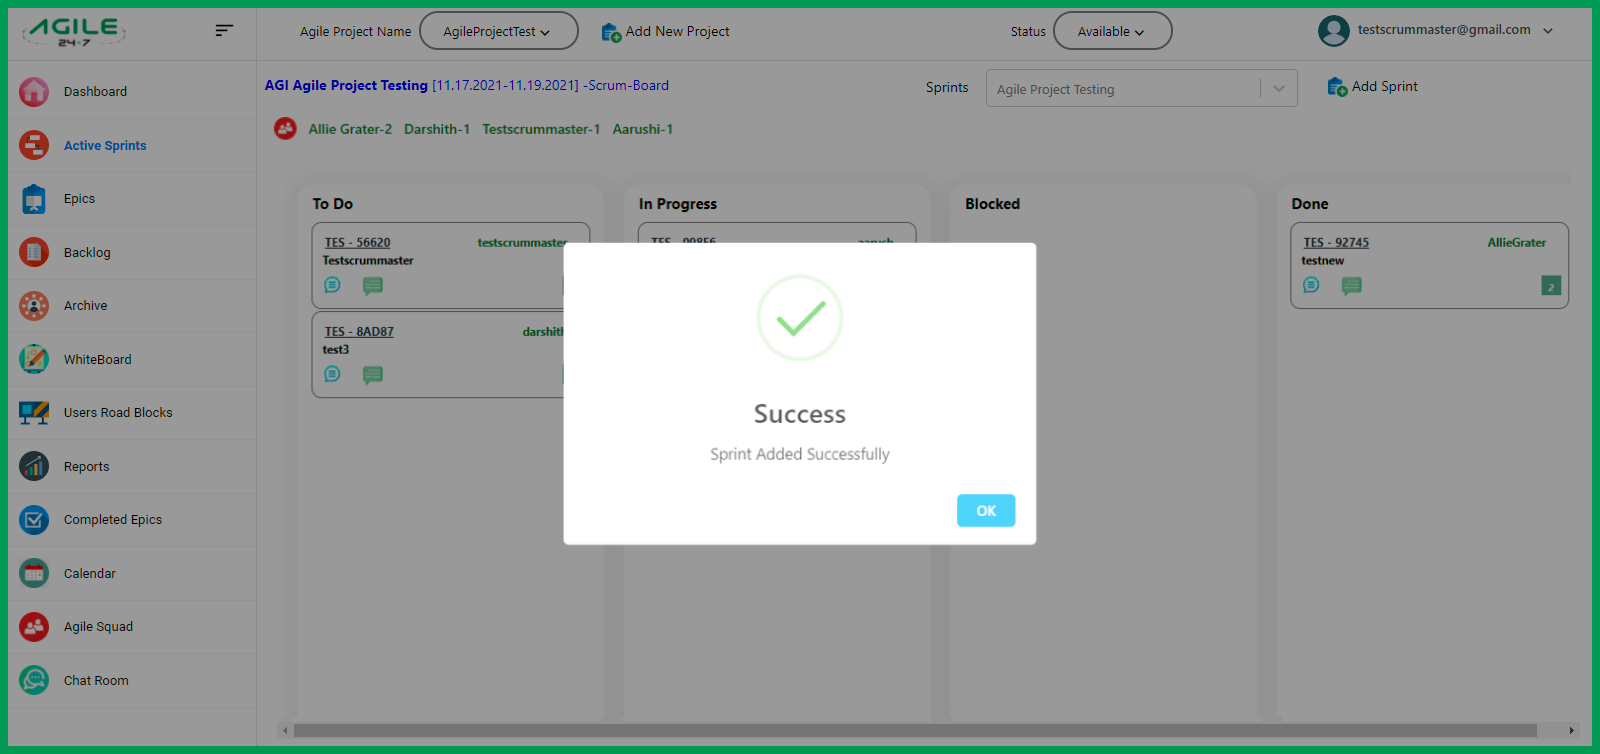 AGILE
24*7
Agile Project Name
AgileProjectTest
Add New Project
Status
Available
testscrummaster@gmail.com
Dashboard
Active Sprints
Epics
Backlog
Archive
WhiteBoard
Users Road Blocks
Reports
Completed Epics
Calendar
Agile Squad
Chat Room
AGI Agile Project Testing [11.17.2021-11.19.2021] -Scrum-Board
Sprints
Agile Project Testing
Add Sprint
Allie Grater-2 Darshith-1 Testscrummaster-1 Aarushi-1
To Do
TES - 56620 testscrummaster
Testscrummaster
TES - 8AD87 darshith
test3
In Progress
Blocked
Done
TES - 92745 AllieGrater
testnew
2
Success
Sprint Added Successfully
OK